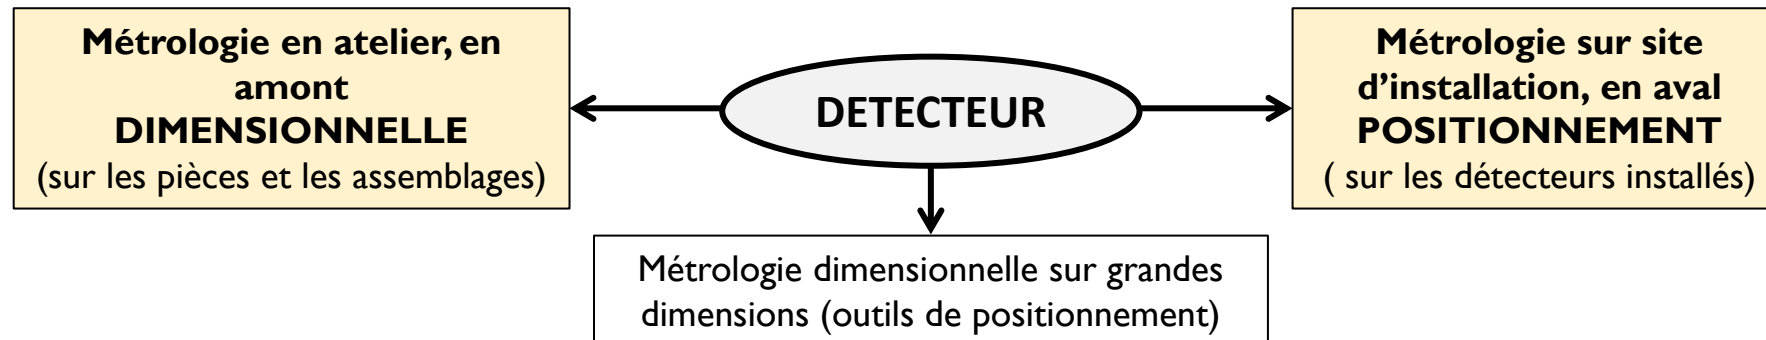 Métrologie en atelier, en
amont
DIMENSIONNELLE
(sur les pièces et les assemblages)
DETECTEUR
Métrologie sur site
d’installation, en aval
POSITIONNEMENT
( sur les détecteurs installés)
Métrologie dimensionnelle sur grandes
dimensions (outils de positionnement)